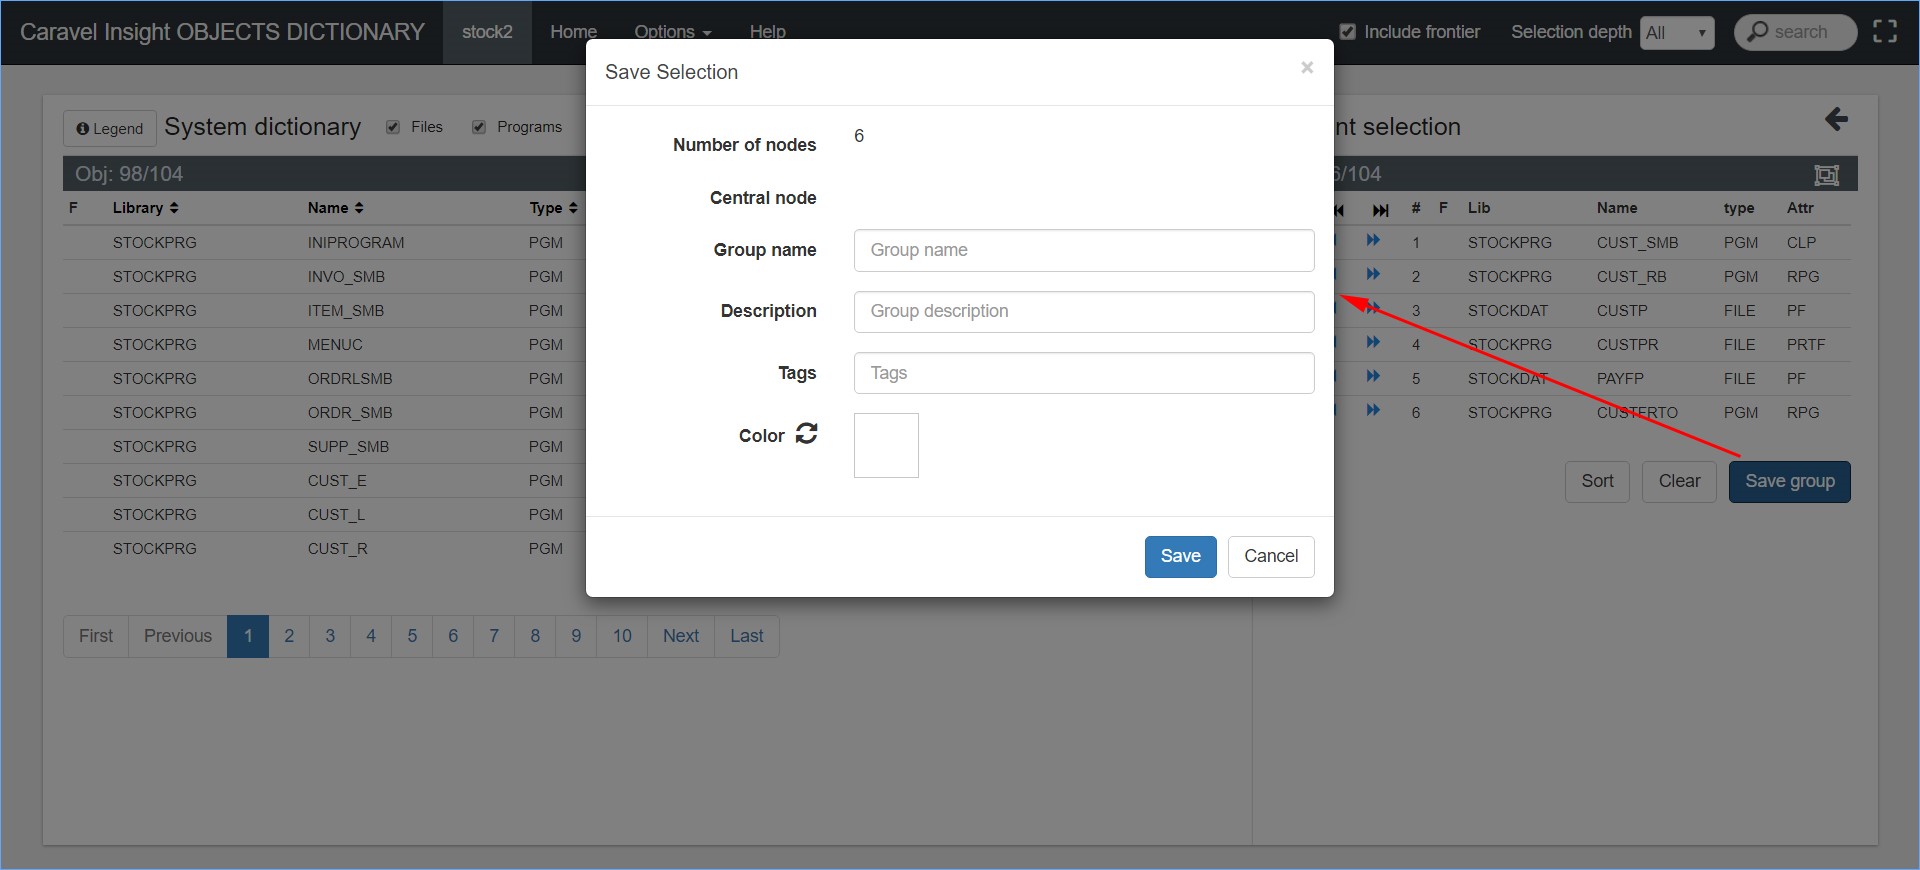 Caravel Insight OBJECTS DICTIONARY stock2 Home Options Help Include frontier Selection depth All search
Save Selection ×
Legend System dictionary Files Programs
nt selection
Obj: 98/104
6/104
F Library Name Type
STOCKPRG INIPROGRAM PGM
STOCKPRG INVO_SMB PGM
STOCKPRG ITEM_SMB PGM
STOCKPRG MENUC PGM
STOCKPRG ORDRLSMB PGM
STOCKPRG ORDR_SMB PGM
STOCKPRG SUPP_SMB PGM
STOCKPRG CUST_E PGM
STOCKPRG CUST_L PGM
STOCKPRG CUST_R PGM
First Previous 1 2 3 4 5 6 7 8 9 10 Next Last
Number of nodes 6
Central node
Group name Group name
Description Group description
Tags Tags
Color
Save Cancel
# F Lib Name type Attr
1 STOCKPRG CUST_SMB PGM CLP
2 STOCKPRG CUST_RB PGM RPG
3 STOCKDAT CUSTP FILE PF
4 STOCKPRG CUSTPR FILE PRTF
5 STOCKDAT PAYFP FILE PF
6 STOCKPRG CUSTFRTO PGM RPG
Sort Clear Save group